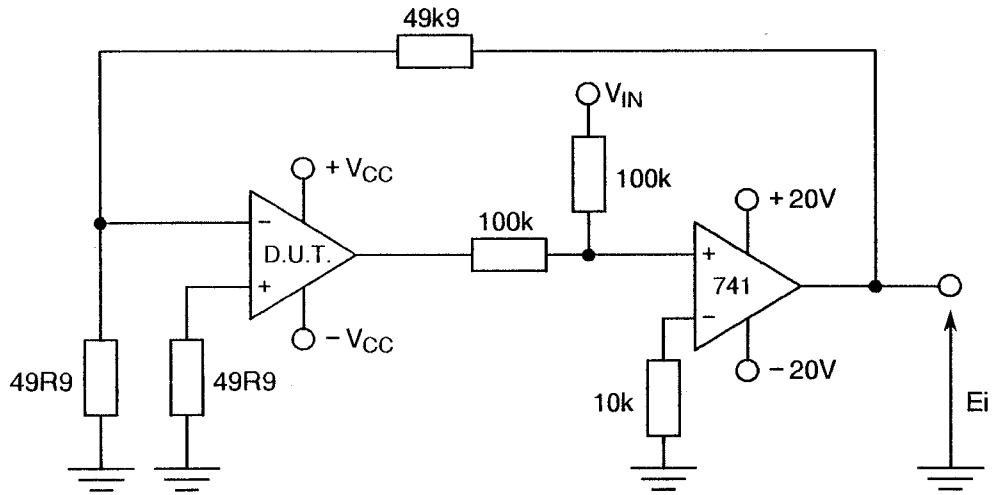 49k9
V_IN
100k
+ V_CC
100k
+ 20V
−
D.U.T.
+
+
741
−
− V_CC
− 20V
49R9
49R9
10k
Ei